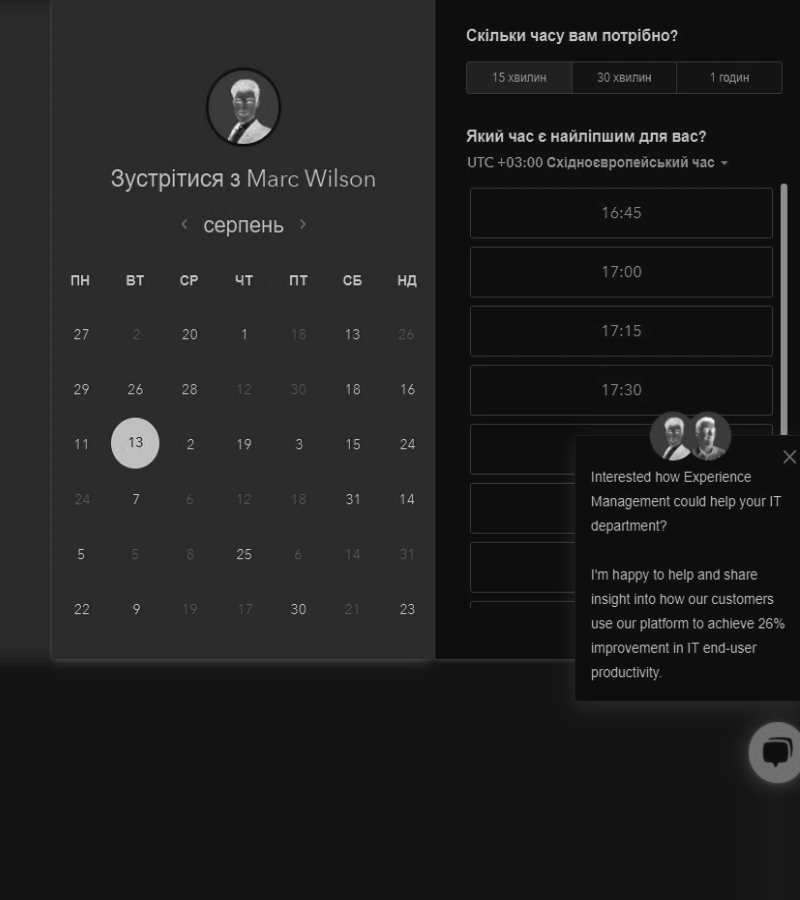 Зустрітися з Marc Wilson
серпень
ПН ВТ СР ЧТ ПТ СБ НД
27 2 20 1 18 13 26
29 26 28 12 30 18 16
11 13 2 19 3 15 24
24 7 6 12 18 31 14
5 5 8 25 6 14 31
22 9 19 17 30 21 23
Скільки часу вам потрібно?
15 хвилин 30 хвилин 1 годин
Який час є найліпшим для вас?
UTC +03:00 Східноєвропейський час
16:45
17:00
17:15
17:30
Interested how Experience
Management could help your IT
department?
I'm happy to help and share
insight into how our customers
use our platform to achieve 26%
improvement in IT end-user
productivity.